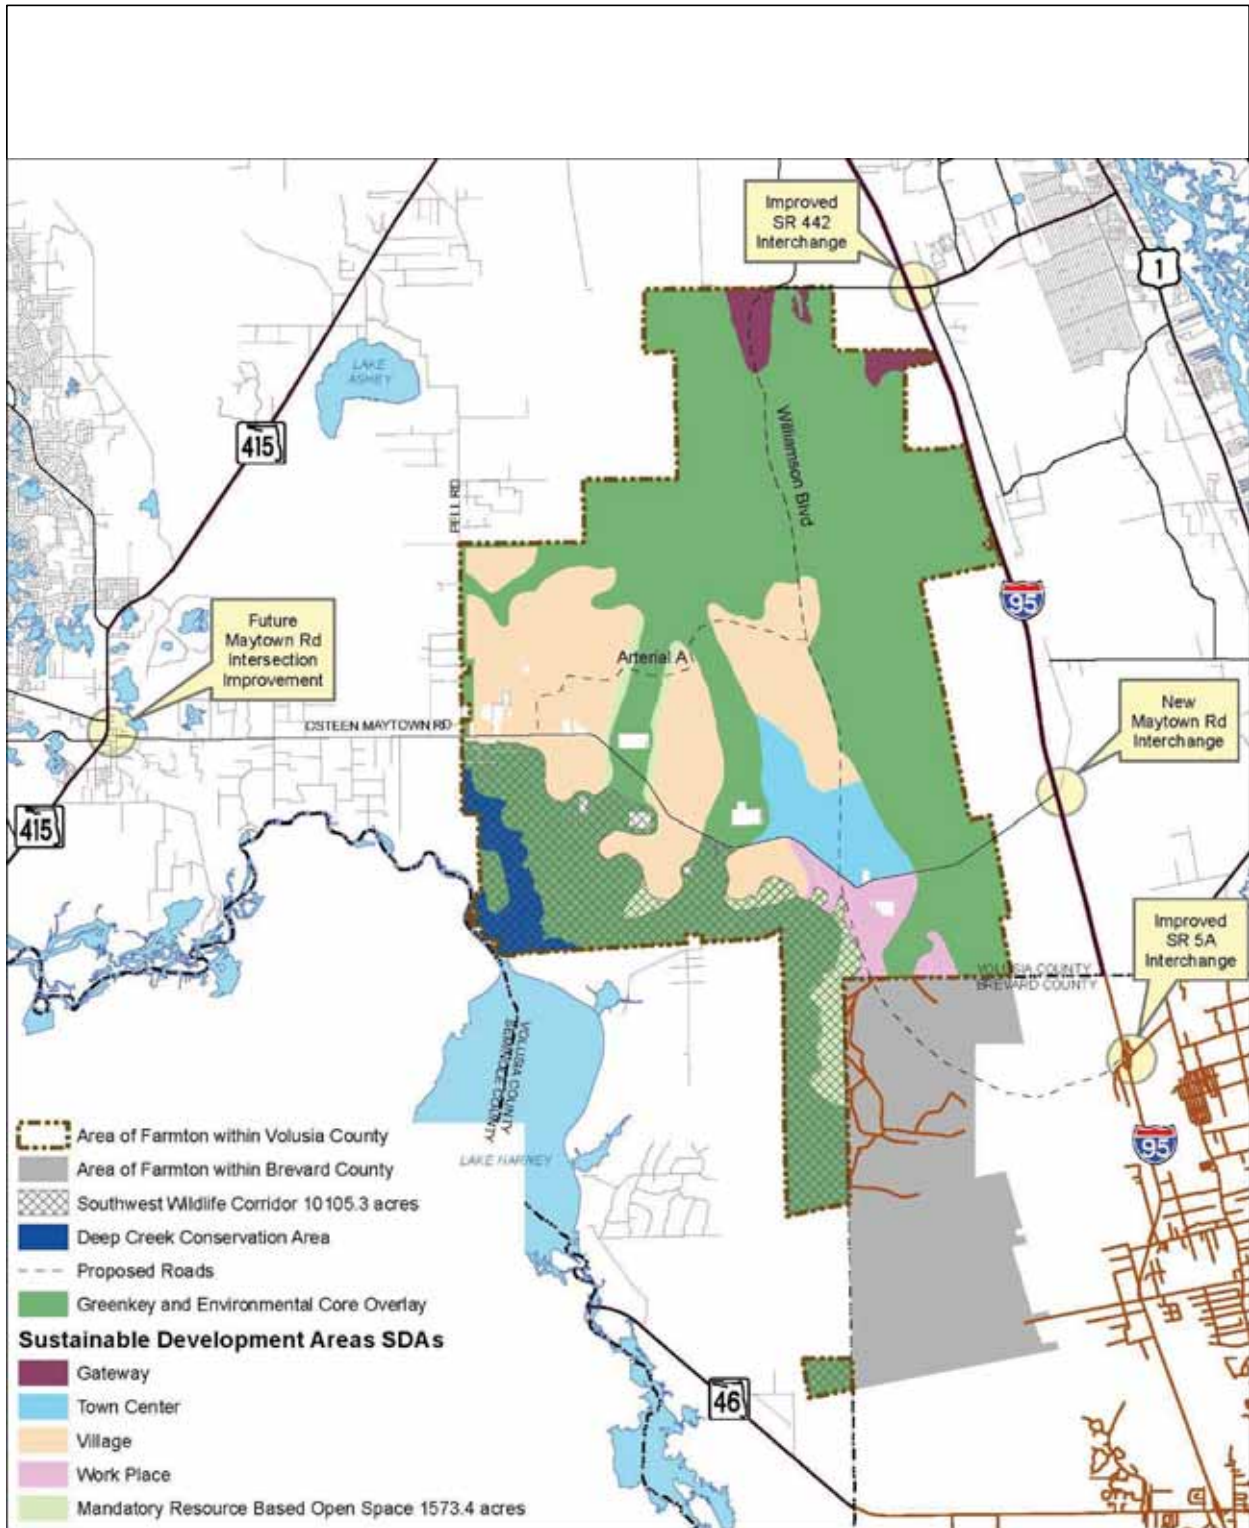 Improved
SR 442
Interchange
1
LAKE
ASHBY
415
Williamson Blvd
PELL RD
95
Future
Maytown Rd
Intersection
Improvement
Arterial A
OSTEEN MAYTOWN RD
New
Maytown Rd
Interchange
415
Improved
SR 5A
Interchange
VOLUSIA COUNTY
BREVARD COUNTY
VOLUSIA COUNTY
SEMINOLE COUNTY
95
LAKE HARNEY
46
Area of Farmton within Volusia County
Area of Farmton within Brevard County
Southwest Wildlife Corridor 10105.3 acres
Deep Creek Conservation Area
Proposed Roads
Greenkey and Environmental Core Overlay
Sustainable Development Areas SDAs
Gateway
Town Center
Village
Work Place
Mandatory Resource Based Open Space 1573.4 acres